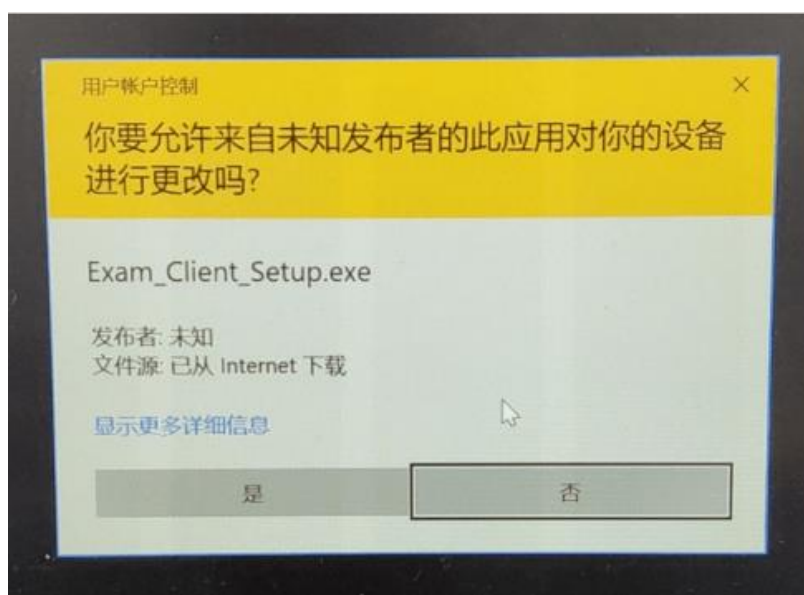 用户帐户控制
你要允许来自未知发布者的此应用对你的设备
进行更改吗?
Exam_Client_Setup.exe
发布者: 未知
文件源: 已从 Internet 下载
显示更多详细信息
是
否